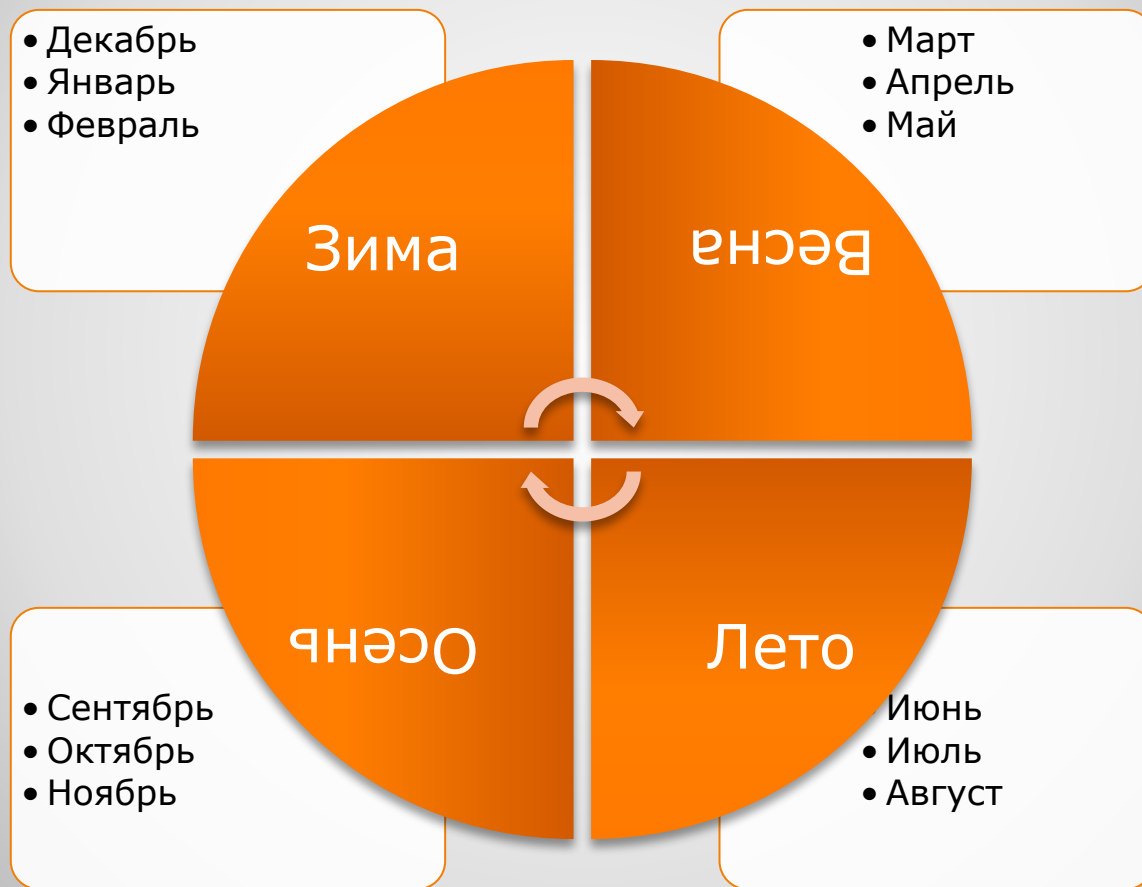 • Декабрь
• Январь
• Февраль
Зима
• Март
• Апрель
• Май
Весна
• Сентябрь
• Октябрь
• Ноябрь
Осень
• Июнь
• Июль
• Август
Лето